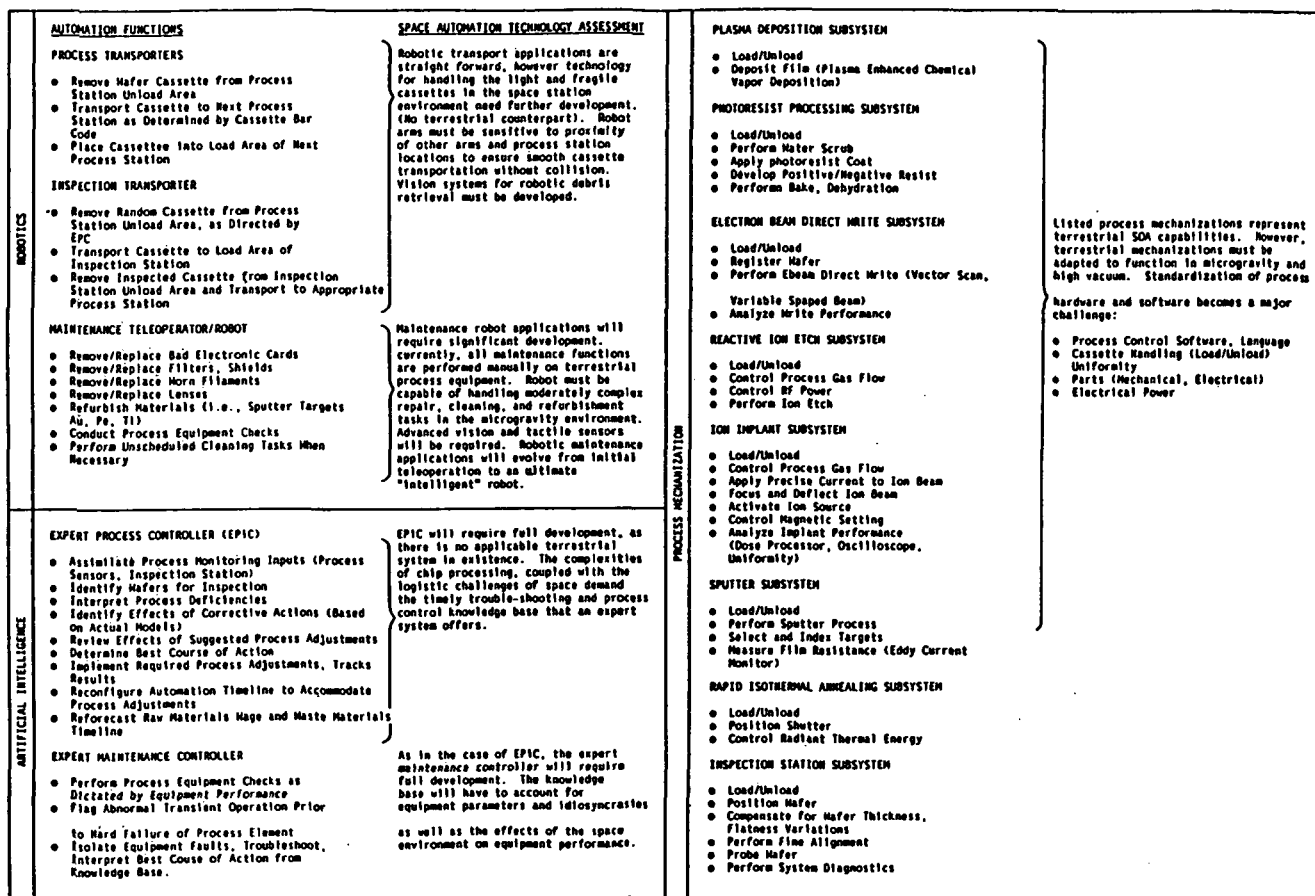 AUTOMATION FUNCTIONS
PROCESS TRANSPORTERS
● Remove Wafer Cassette from Process
Station Unload Area
● Transport Cassette to Next Process
Station as Determined by Cassette Bar
Code
● Place Cassettee into Load Area of Next
Process Station
INSPECTION TRANSPORTER
● Remove Random Cassette from Process
Station Unload Area, as Directed by
EPC
● Transport Cassette to Load Area of
Inspection Station
● Remove Inspected Cassette from Inspection
Station Unload Area and Transport to Appropriate
Process Station
MAINTENANCE TELEOPERATOR/ROBOT
● Remove/Replace Bad Electronic Cards
● Remove/Replace Filters, Shields
● Remove/Replace Worn Filaments
● Remove/Replace Lenses
● Refurbish Materials (i.e., Sputter Targets
Au, Pe, Ti)
● Conduct Process Equipment Checks
● Perform Unscheduled Cleaning Tasks When
Necessary
SPACE AUTOMATION TECHNOLOGY ASSESSMENT
Robotic transport applications are
straight forward, however technology
for handling the light and fragile
cassettes in the space station
environment need further development.
(No terrestrial counterpart). Robot
arms must be sensitive to proximity
of other arms and process station
locations to ensure smooth cassette
transportation without collision.
Vision systems for robotic debris
retrieval must be developed.
Maintenance robot applications will
require significant development.
currently, all maintenance functions
are performed manually on terrestrial
process equipment. Robot must be
capable of handling moderately complex
repair, cleaning, and refurbishment
tasks in the microgravity environment.
Advanced vision and tactile sensors
will be required. Robotic maintenance
applications will evolve from initial
teleoperation to an ultimate
"intelligent" robot.
ROBOTICS
EXPERT PROCESS CONTROLLER (EPIC)
● Assimilate Process Monitoring Inputs (Process
Sensors, Inspection Station)
● Identify Wafers for Inspection
● Interpret Process Deficiencies
● Identify Effects of Corrective Actions (Based
on Actual Models)
● Review Effects of Suggested Process Adjustments
● Determine Best Course of Action
● Implement Required Process Adjustments, Tracks
Results
● Reconfigure Automation Timeline to Accommodate
Process Adjustments
● Reforecast Raw Materials Wage and Waste Materials
Timeline
EXPERT MAINTENANCE CONTROLLER
● Perform Process Equipment Checks as
Dictated by Equipment Performance
● Flag Abnormal Transient Operation Prior
to Hard Failure of Process Element
● Isolate Equipment Faults, Troubleshoot,
Interpret Best Couse of Action from
Knowledge Base.
EPIC will require full development, as
there is no applicable terrestrial
system in existence. The complexities
of chip processing, coupled with the
logistic challenges of space demand
the timely trouble-shooting and process
control knowledge base that an expert
system offers.
As in the case of EPIC, the expert
maintenance controller will require
full development. The knowledge
base will have to account for
equipment parameters and idiosyncrasies
as well as the effects of the space
environment on equipment performance.
ARTIFICIAL INTELLIGENCE
PLASMA DEPOSITION SUBSYSTEM
● Load/Unload
● Deposit Film (Plasma Enhanced Chemical
Vapor Deposition)
PHOTORESIST PROCESSING SUBSYSTEM
● Load/Unload
● Perform Water Scrub
● Apply photoresist Coat
● Develop Positive/Negative Resist
● Perform Bake, Dehydration
ELECTRON BEAM DIRECT WRITE SUBSYSTEM
● Load/Unload
● Register Wafer
● Perform Ebeam Direct Write (Vector Scan,
Variable Spaped Beam)
● Analyze Write Performance
REACTIVE ION ETCH SUBSYSTEM
● Load/Unload
● Control Process Gas Flow
● Control RF Power
● Perform Ion Etch
ION IMPLANT SUBSYSTEM
● Load/Unload
● Control Process Gas Flow
● Apply Precise Current to Ion Beam
● Focus and Deflect Ion Beam
● Activate Ion Source
● Control Magnetic Setting
● Analyze Implant Performance
(Dose Processor, Oscilloscope,
Uniformity)
SPUTTER SUBSYSTEM
● Load/Unload
● Perform Sputter Process
● Select and Index Targets
● Measure Film Resistance (Eddy Current
Monitor)
RAPID ISOTHERMAL ANNEALING SUBSYSTEM
● Load/Unload
● Position Shutter
● Control Radiant Thermal Energy
INSPECTION STATION SUBSYSTEM
● Load/Unload
● Position Wafer
● Compensate for Wafer Thickness,
Flatness Variations
● Perform Fine Alignment
● Probe Wafer
● Perform System Diagnostics
PROCESS MECHANIZATION
Listed process mechanizations represent
terrestrial SOA capabilities. However,
terrestrial mechanizations must be
adapted to function in microgravity and
high vacuum. Standardization of process
hardware and software becomes a major
challenge:
● Process Control Software, Language
● Cassette Handling (Load/Unload)
Uniformity
● Parts (Mechanical, Electrical)
● Electrical Power